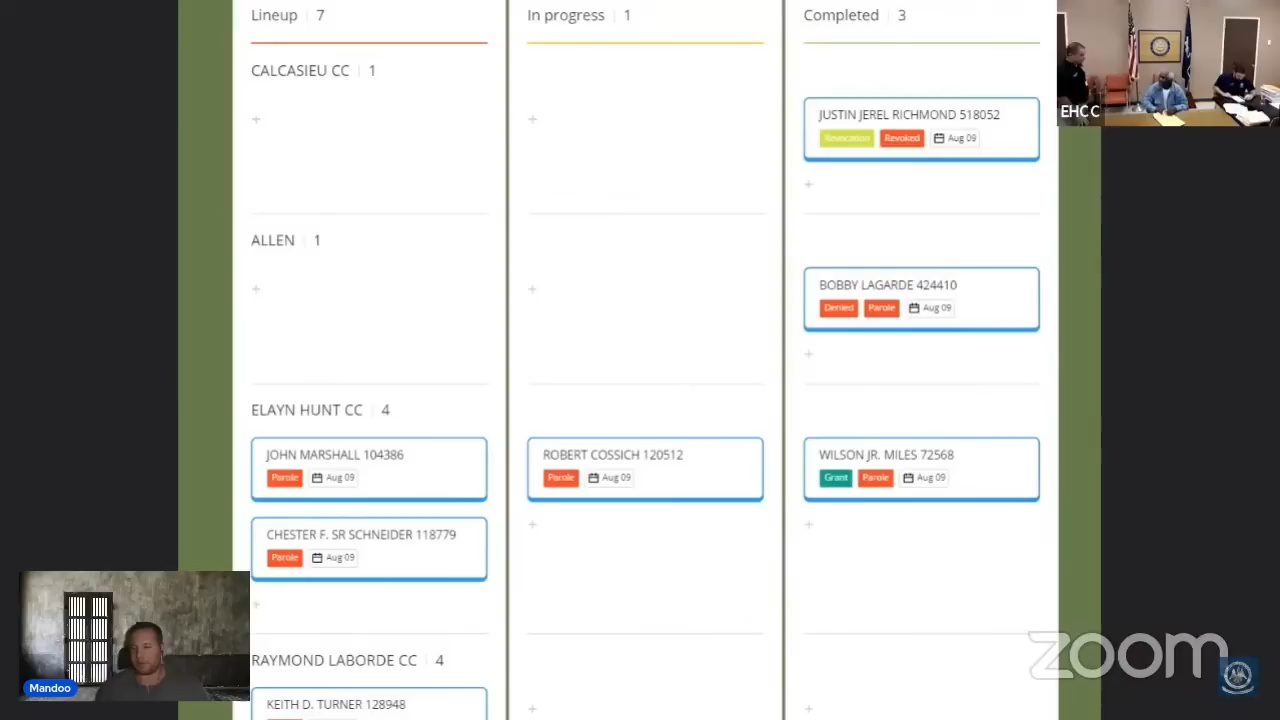 Lineup | 7
In progress | 1
Completed | 3
CALCASIEU CC | 1
JUSTIN JEREL RICHMOND 518052
Revocation Revoked Aug 09
ALLEN | 1
BOBBY LAGARDE 424410
Denied Parole Aug 09
ELAYN HUNT CC | 4
JOHN MARSHALL 104386
Parole Aug 09
ROBERT COSSICH 120512
Parole Aug 09
WILSON JR. MILES 72568
Grant Parole Aug 09
CHESTER F. SR SCHNEIDER 118779
Parole Aug 09
RAYMOND LABORDE CC | 4
KEITH D. TURNER 128948
EHCC
Mandoo
zoom